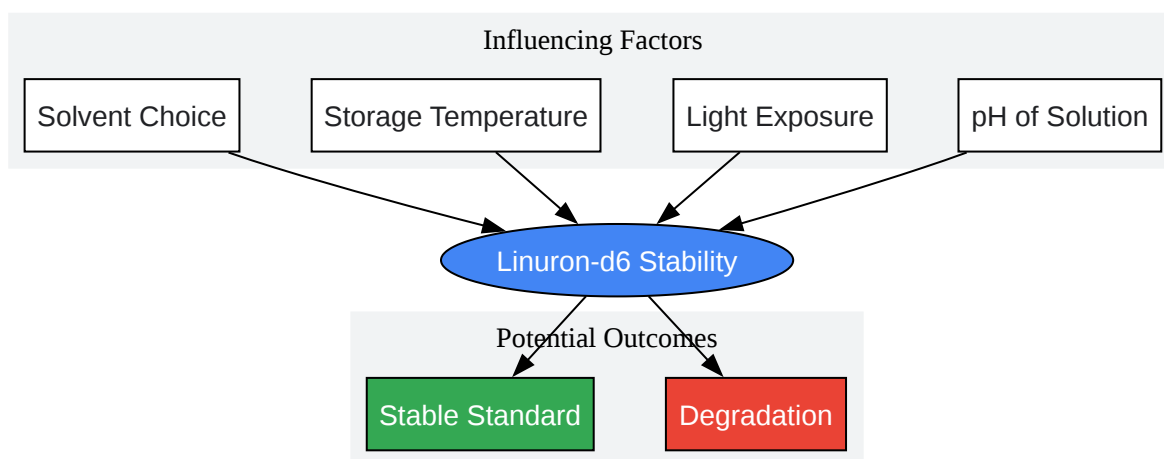 Influencing Factors
Solvent Choice
Storage Temperature
Light Exposure
pH of Solution
Linuron-d6 Stability
Potential Outcomes
Stable Standard
Degradation